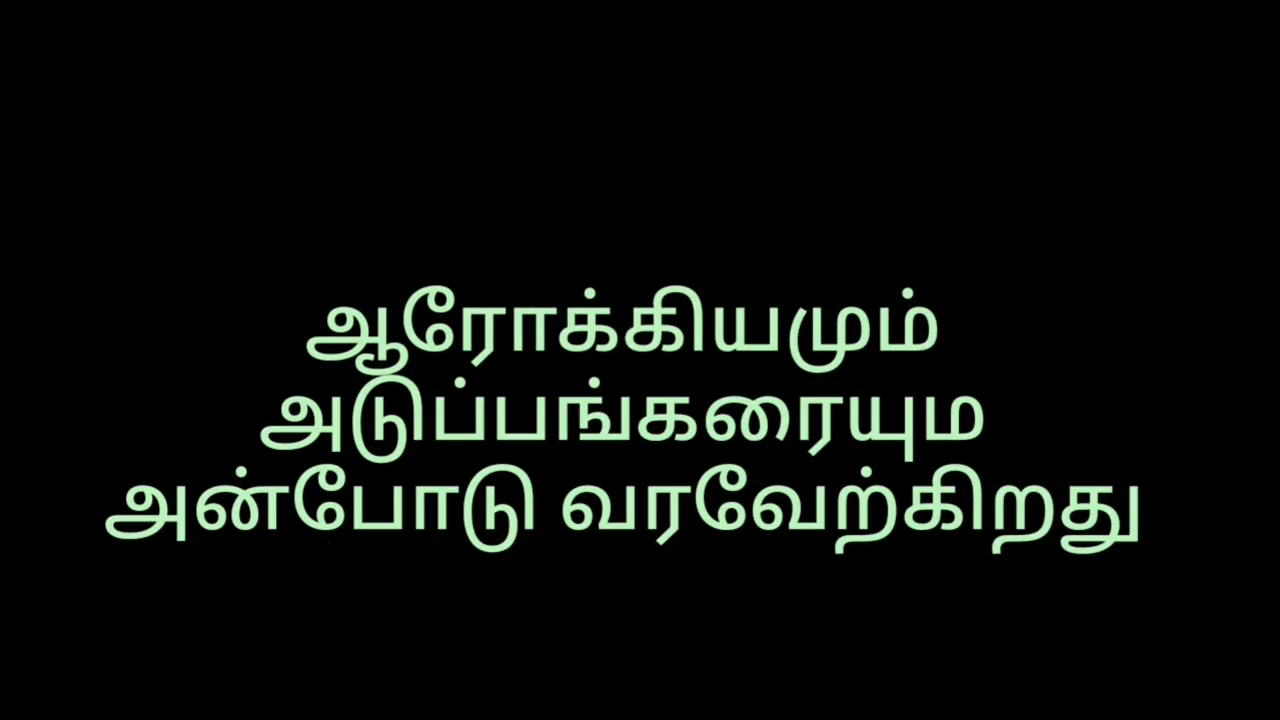 ஆரோக்கியமும்
அடுப்பங்கரையும
அன்போடு வரவேற்கிறது